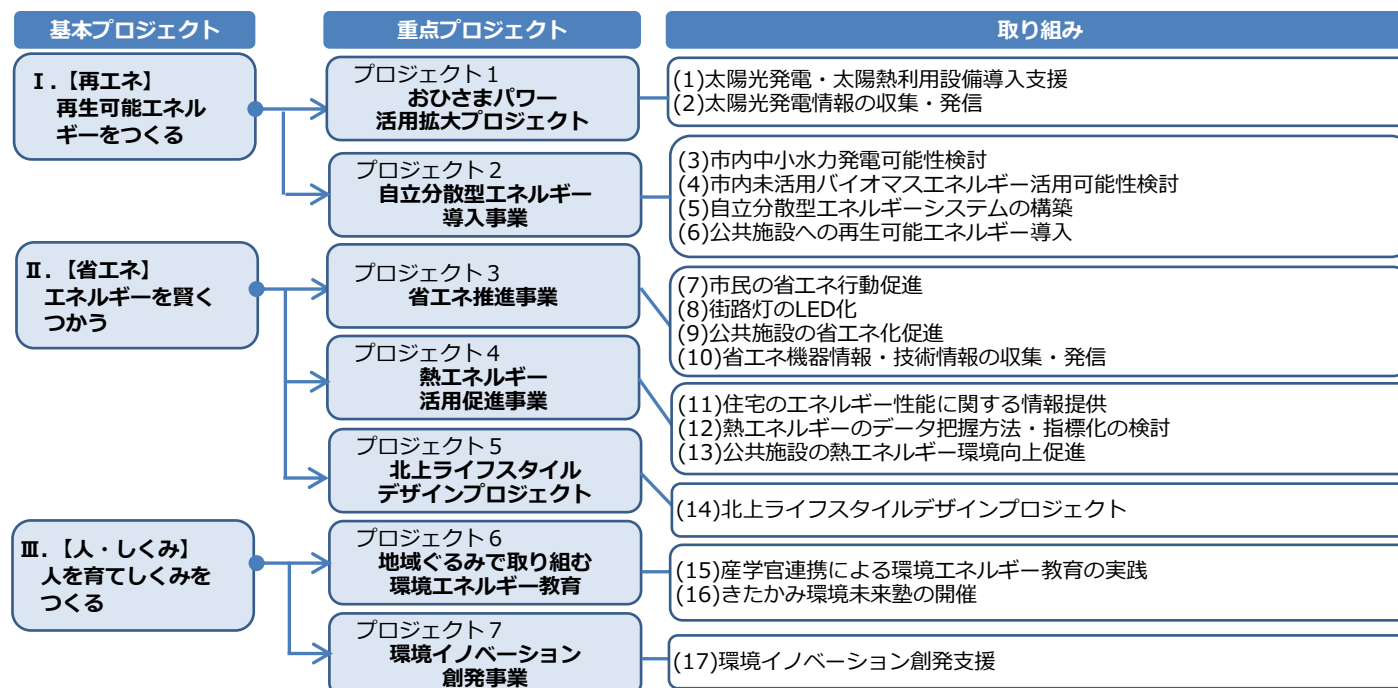 基本プロジェクト
重点プロジェクト
取り組み
Ⅰ.【再エネ】
再生可能エネル
ギーをつくる
プロジェクト１
おひさまパワー
活用拡大プロジェクト
(1)太陽光発電・太陽熱利用設備導入支援
(2)太陽光発電情報の収集・発信
プロジェクト２
自立分散型エネルギー
導入事業
(3)市内中小水力発電可能性検討
(4)市内未活用バイオマスエネルギー活用可能性検討
(5)自立分散型エネルギーシステムの構築
(6)公共施設への再生可能エネルギー導入
Ⅱ.【省エネ】
エネルギーを賢く
つかう
プロジェクト３
省エネ推進事業
(7)市民の省エネ行動促進
(8)街路灯のLED化
(9)公共施設の省エネ化促進
(10)省エネ機器情報・技術情報の収集・発信
プロジェクト４
熱エネルギー
活用促進事業
(11)住宅のエネルギー性能に関する情報提供
(12)熱エネルギーのデータ把握方法・指標化の検討
(13)公共施設の熱エネルギー環境向上促進
プロジェクト５
北上ライフスタイル
デザインプロジェクト
(14)北上ライフスタイルデザインプロジェクト
Ⅲ.【人・しくみ】
人を育てしくみを
つくる
プロジェクト６
地域ぐるみで取り組む
環境エネルギー教育
(15)産学官連携による環境エネルギー教育の実践
(16)きたかみ環境未来塾の開催
プロジェクト７
環境イノベーション
創発事業
(17)環境イノベーション創発支援